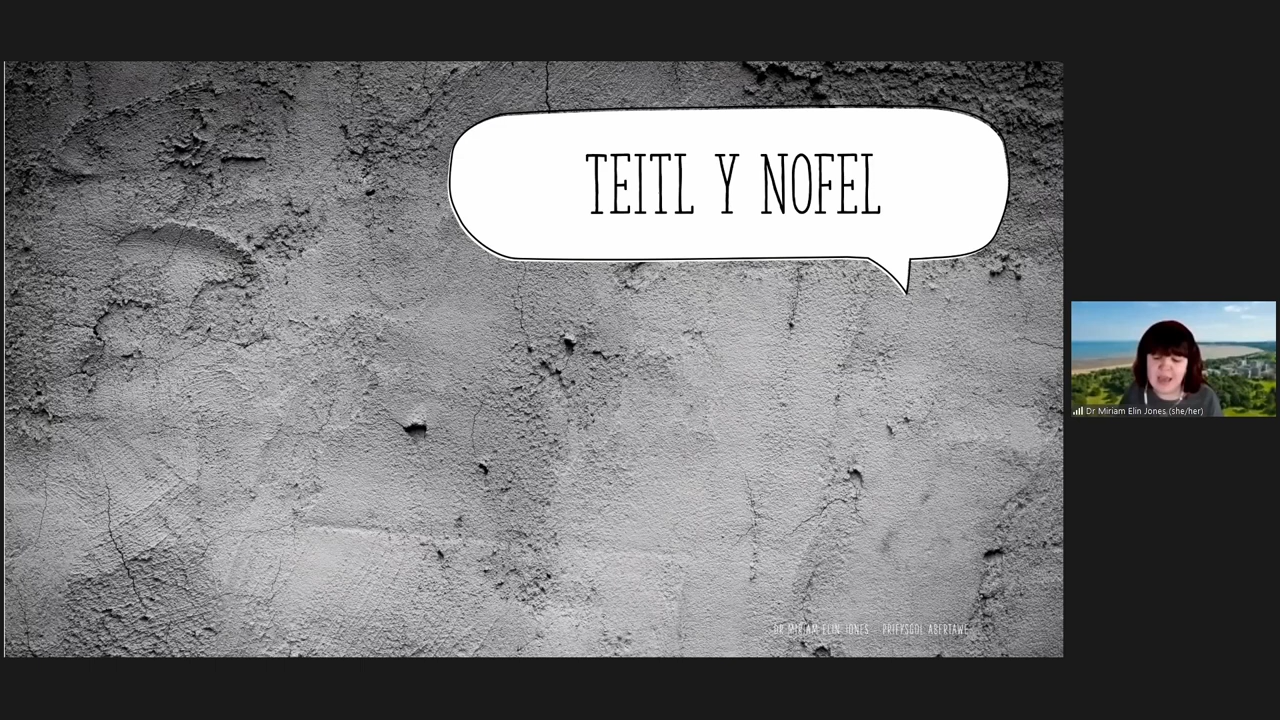 TEITL Y NOFEL
Dr Miriam Elin Jones (she/her)
DR MIRIAM ELIN JONES - PRIFYSGOL ABERTAWE